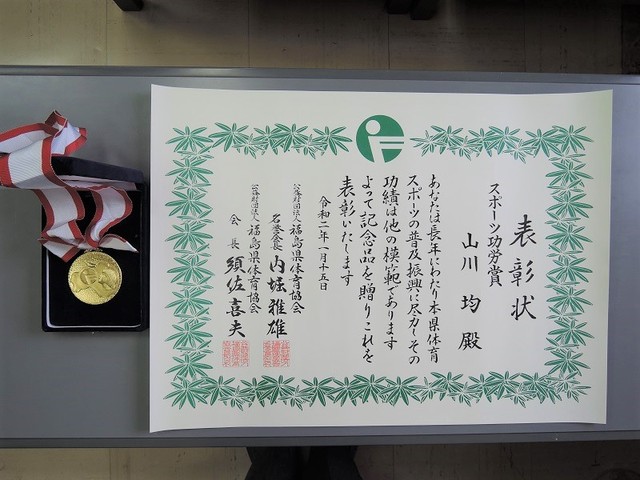 表彰状
スポーツ功労賞
山川均殿
あなたは長年にわたり本県体育
スポーツの普及振興に尽力しその
功績は他の模範であります
よって記念品を贈りこれを
表彰いたします
令和二年一月十五日
公益財団法人福島県体育協会
名誉会長内堀雅雄
公益財団法人福島県体育協会
会長須佐喜夫